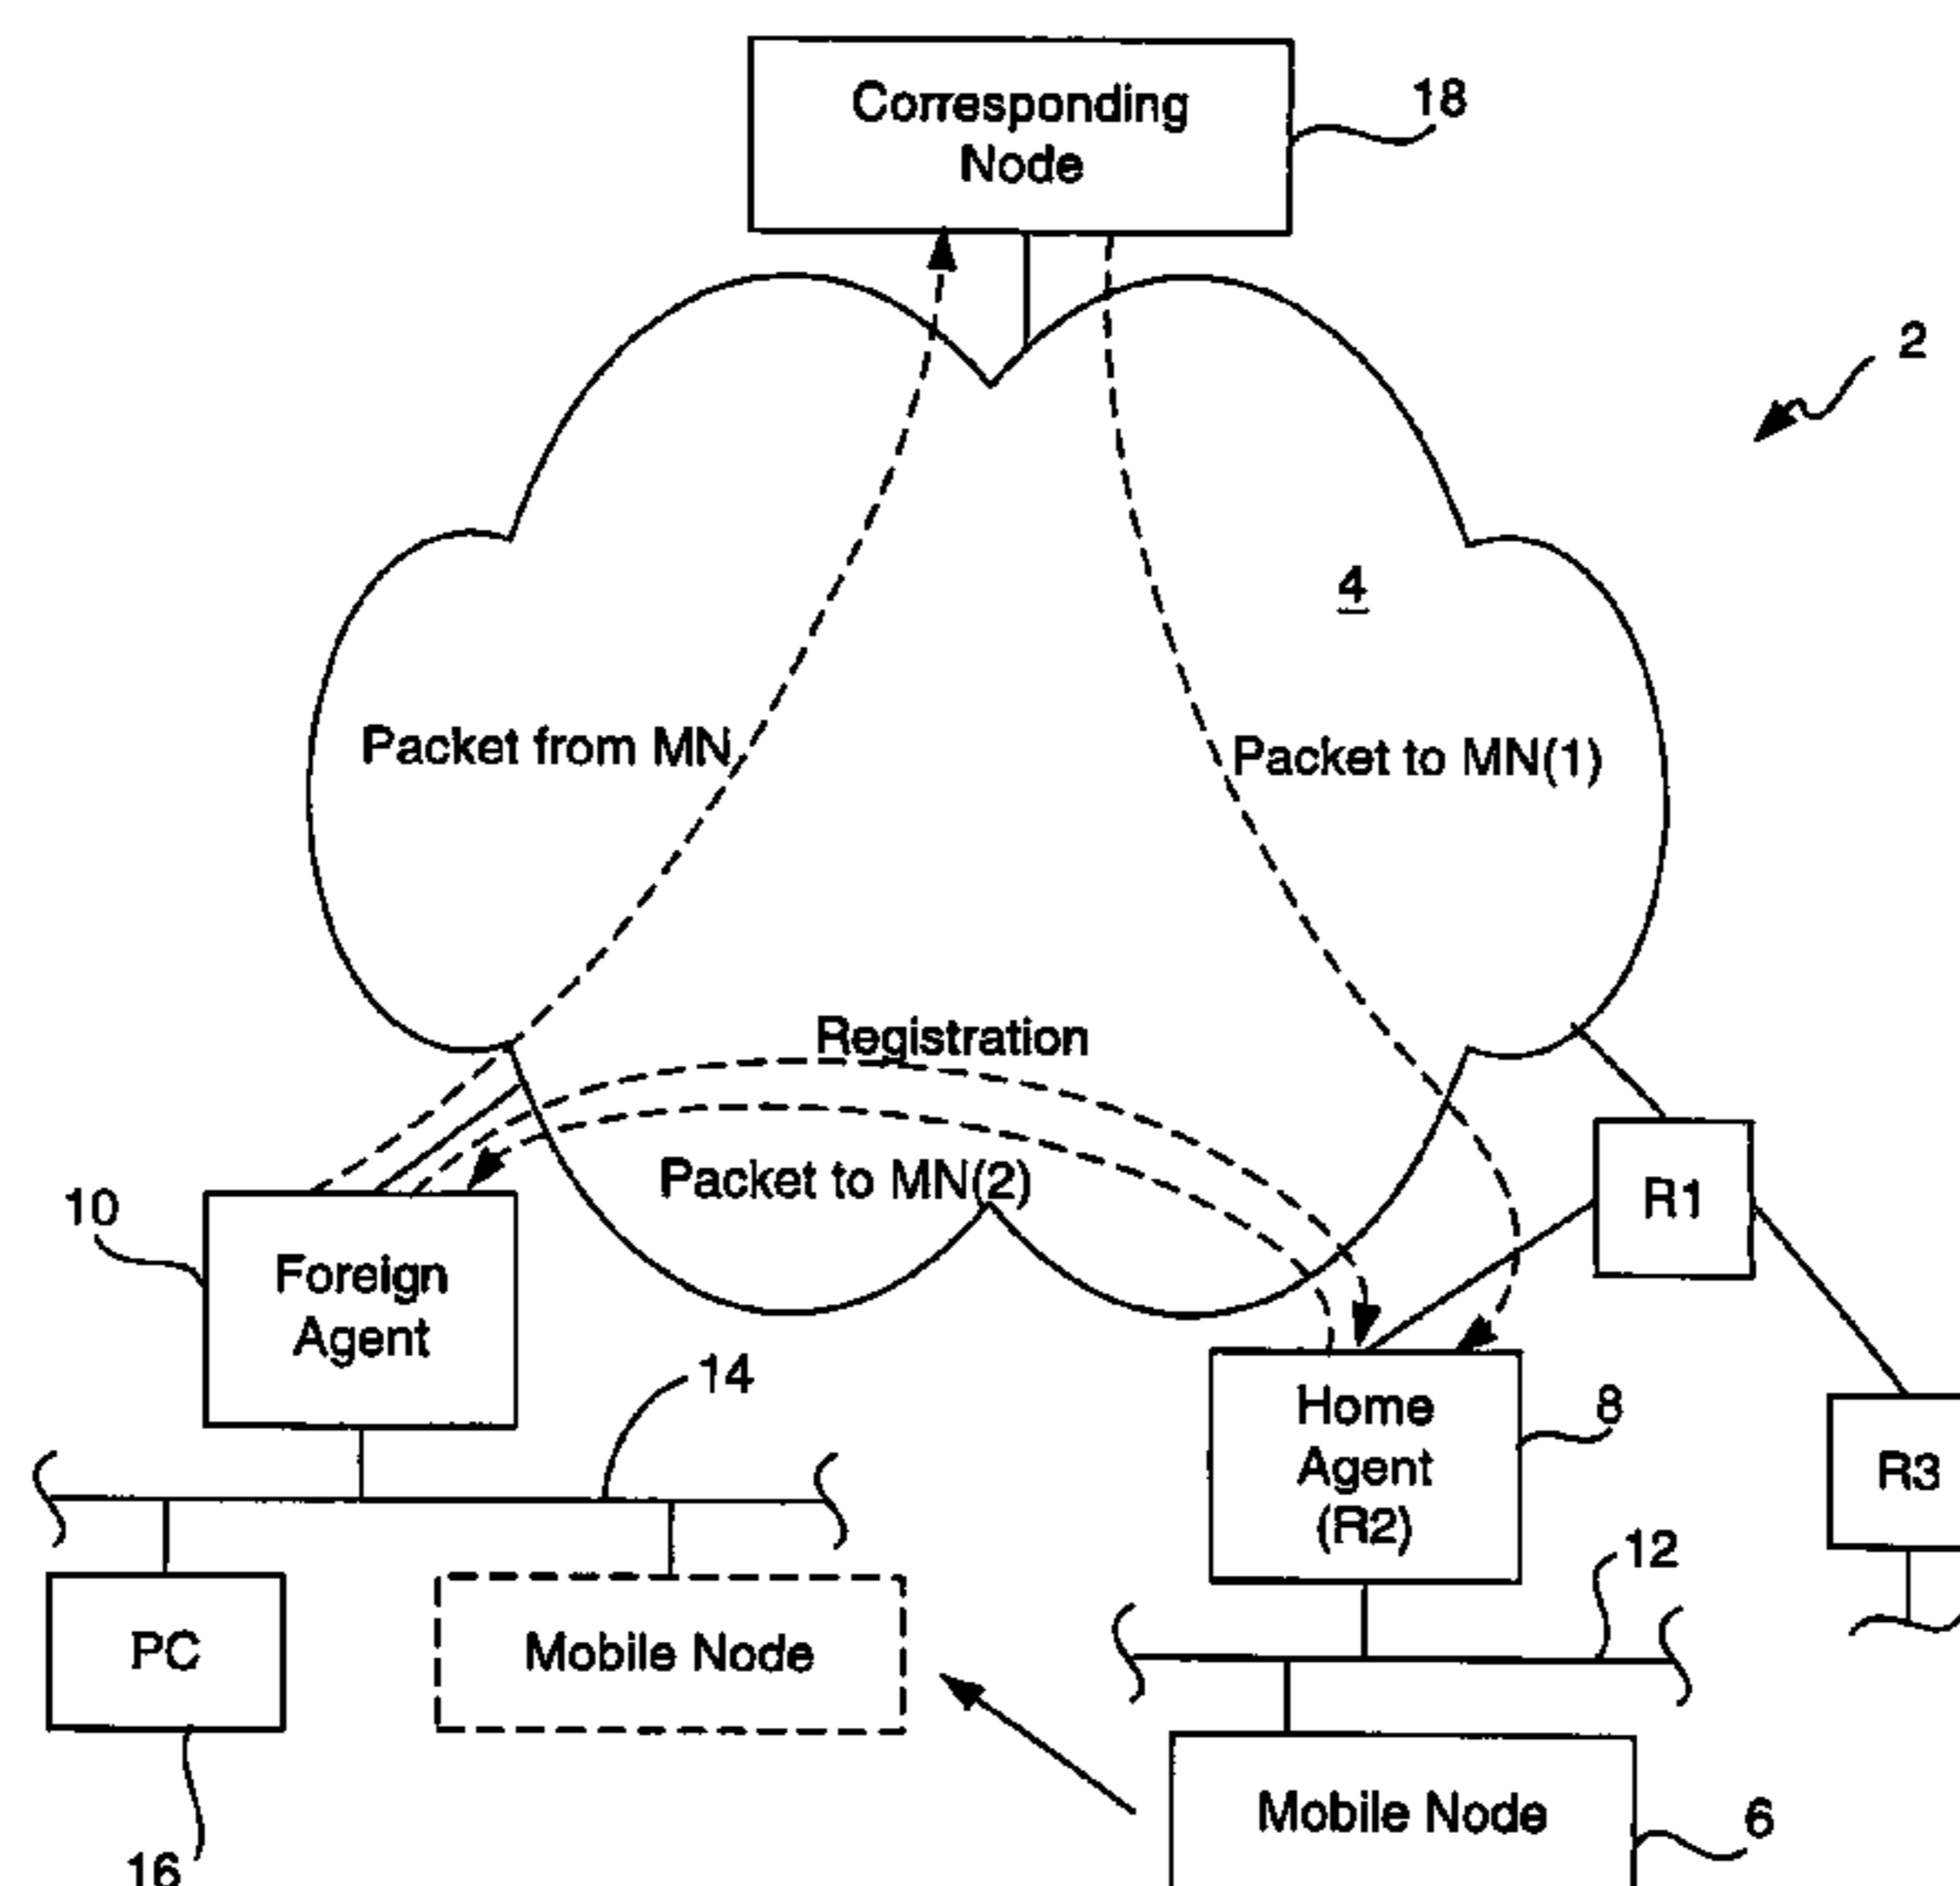 Corresponding
Node
18
2
4
Packet from MN
Packet to MN(1)
Registration
Packet to MN(2)
R1
10
Foreign
Agent
14
Home
Agent
(R2)
8
R3
12
PC
Mobile Node
Mobile Node
6
16